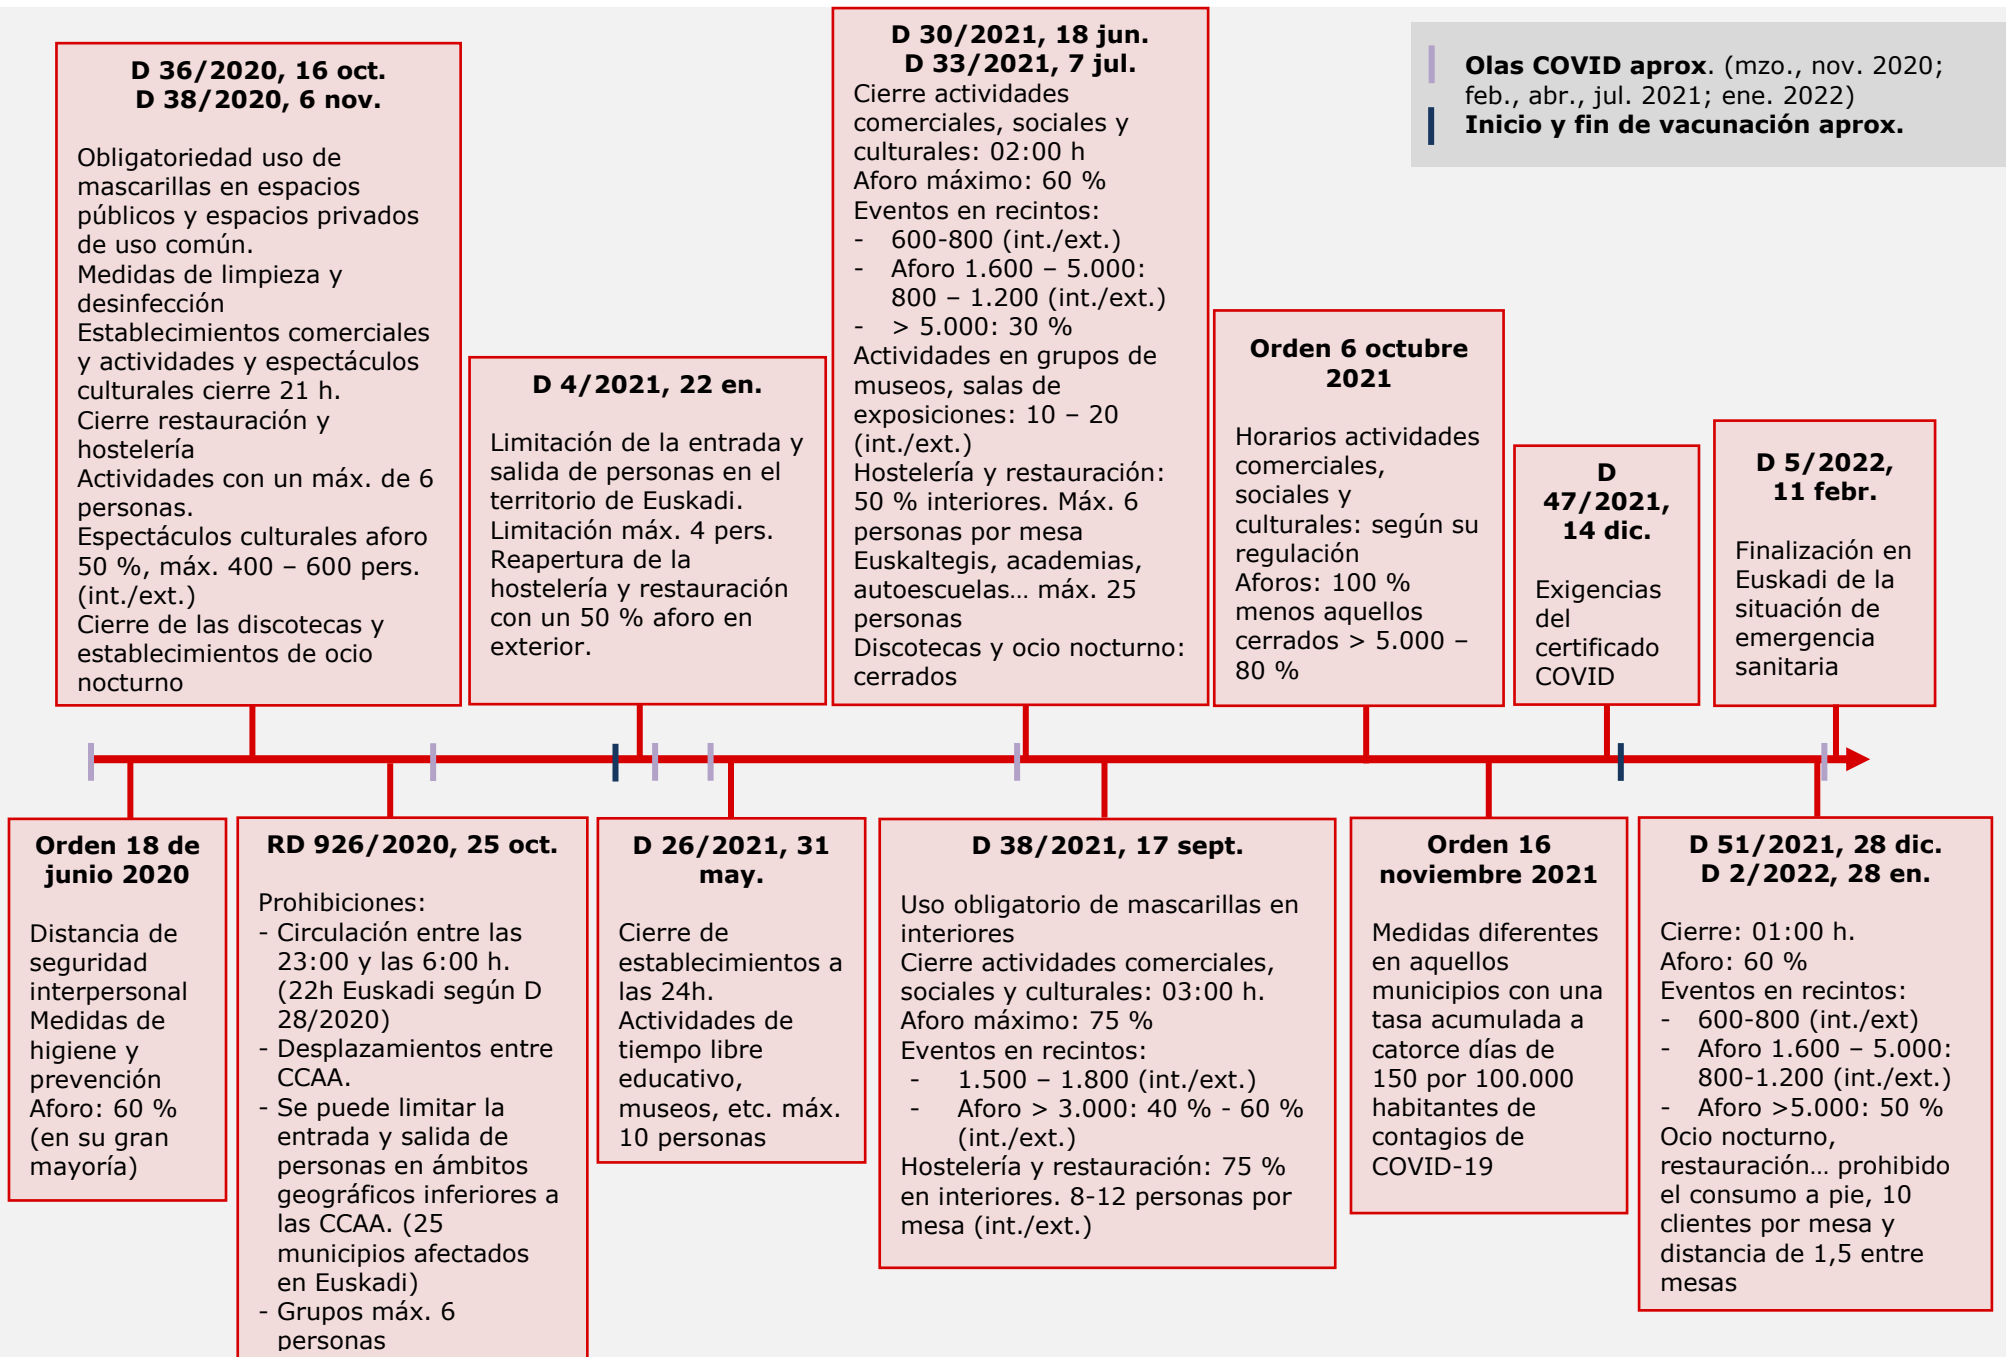 D 36/2020, 16 oct.
D 38/2020, 6 nov.
Obligatoriedad uso de
mascarillas en espacios
públicos y espacios privados
de uso común.
Medidas de limpieza y
desinfección
Establecimientos comerciales
y actividades y espectáculos
culturales cierre 21 h.
Cierre restauración y
hostelería
Actividades con un máx. de 6
personas.
Espectáculos culturales aforo
50 %, máx. 400 – 600 pers.
(int./ext.)
Cierre de las discotecas y
establecimientos de ocio
nocturno
D 4/2021, 22 en.
Limitación de la entrada y
salida de personas en el
territorio de Euskadi.
Limitación máx. 4 pers.
Reapertura de la
hostelería y restauración
con un 50 % aforo en
exterior.
D 30/2021, 18 jun.
D 33/2021, 7 jul.
Cierre actividades
comerciales, sociales y
culturales: 02:00 h
Aforo máximo: 60 %
Eventos en recintos:
- 600-800 (int./ext.)
- Aforo 1.600 – 5.000:
800 – 1.200 (int./ext.)
- > 5.000: 30 %
Actividades en grupos de
museos, salas de
exposiciones: 10 – 20
(int./ext.)
Hostelería y restauración:
50 % interiores. Máx. 6
personas por mesa
Euskaltegis, academias,
autoescuelas… máx. 25
personas
Discotecas y ocio nocturno:
cerrados
Orden 6 octubre
2021
Horarios actividades
comerciales,
sociales y
culturales: según su
regulación
Aforos: 100 %
menos aquellos
cerrados > 5.000 –
80 %
D
47/2021,
14 dic.
Exigencias
del
certificado
COVID
D 5/2022,
11 febr.
Finalización en
Euskadi de la
situación de
emergencia
sanitaria
Olas COVID aprox. (mzo., nov. 2020;
feb., abr., jul. 2021; ene. 2022)
Inicio y fin de vacunación aprox.
Orden 18 de
junio 2020
Distancia de
seguridad
interpersonal
Medidas de
higiene y
prevención
Aforo: 60 %
(en su gran
mayoría)
RD 926/2020, 25 oct.
Prohibiciones:
- Circulación entre las
23:00 y las 6:00 h.
(22h Euskadi según D
28/2020)
- Desplazamientos entre
CCAA.
- Se puede limitar la
entrada y salida de
personas en ámbitos
geográficos inferiores a
las CCAA. (25
municipios afectados
en Euskadi)
- Grupos máx. 6
personas
D 26/2021, 31
may.
Cierre de
establecimientos a
las 24h.
Actividades de
tiempo libre
educativo,
museos, etc. máx.
10 personas
D 38/2021, 17 sept.
Uso obligatorio de mascarillas en
interiores
Cierre actividades comerciales,
sociales y culturales: 03:00 h.
Aforo máximo: 75 %
Eventos en recintos:
- 1.500 – 1.800 (int./ext.)
- Aforo > 3.000: 40 % - 60 %
(int./ext.)
Hostelería y restauración: 75 %
en interiores. 8-12 personas por
mesa (int./ext.)
Orden 16
noviembre 2021
Medidas diferentes
en aquellos
municipios con una
tasa acumulada a
catorce días de
150 por 100.000
habitantes de
contagios de
COVID-19
D 51/2021, 28 dic.
D 2/2022, 28 en.
Cierre: 01:00 h.
Aforo: 60 %
Eventos en recintos:
- 600-800 (int./ext)
- Aforo 1.600 – 5.000:
800-1.200 (int./ext.)
- Aforo >5.000: 50 %
Ocio nocturno,
restauración… prohibido
el consumo a pie, 10
clientes por mesa y
distancia de 1,5 entre
mesas